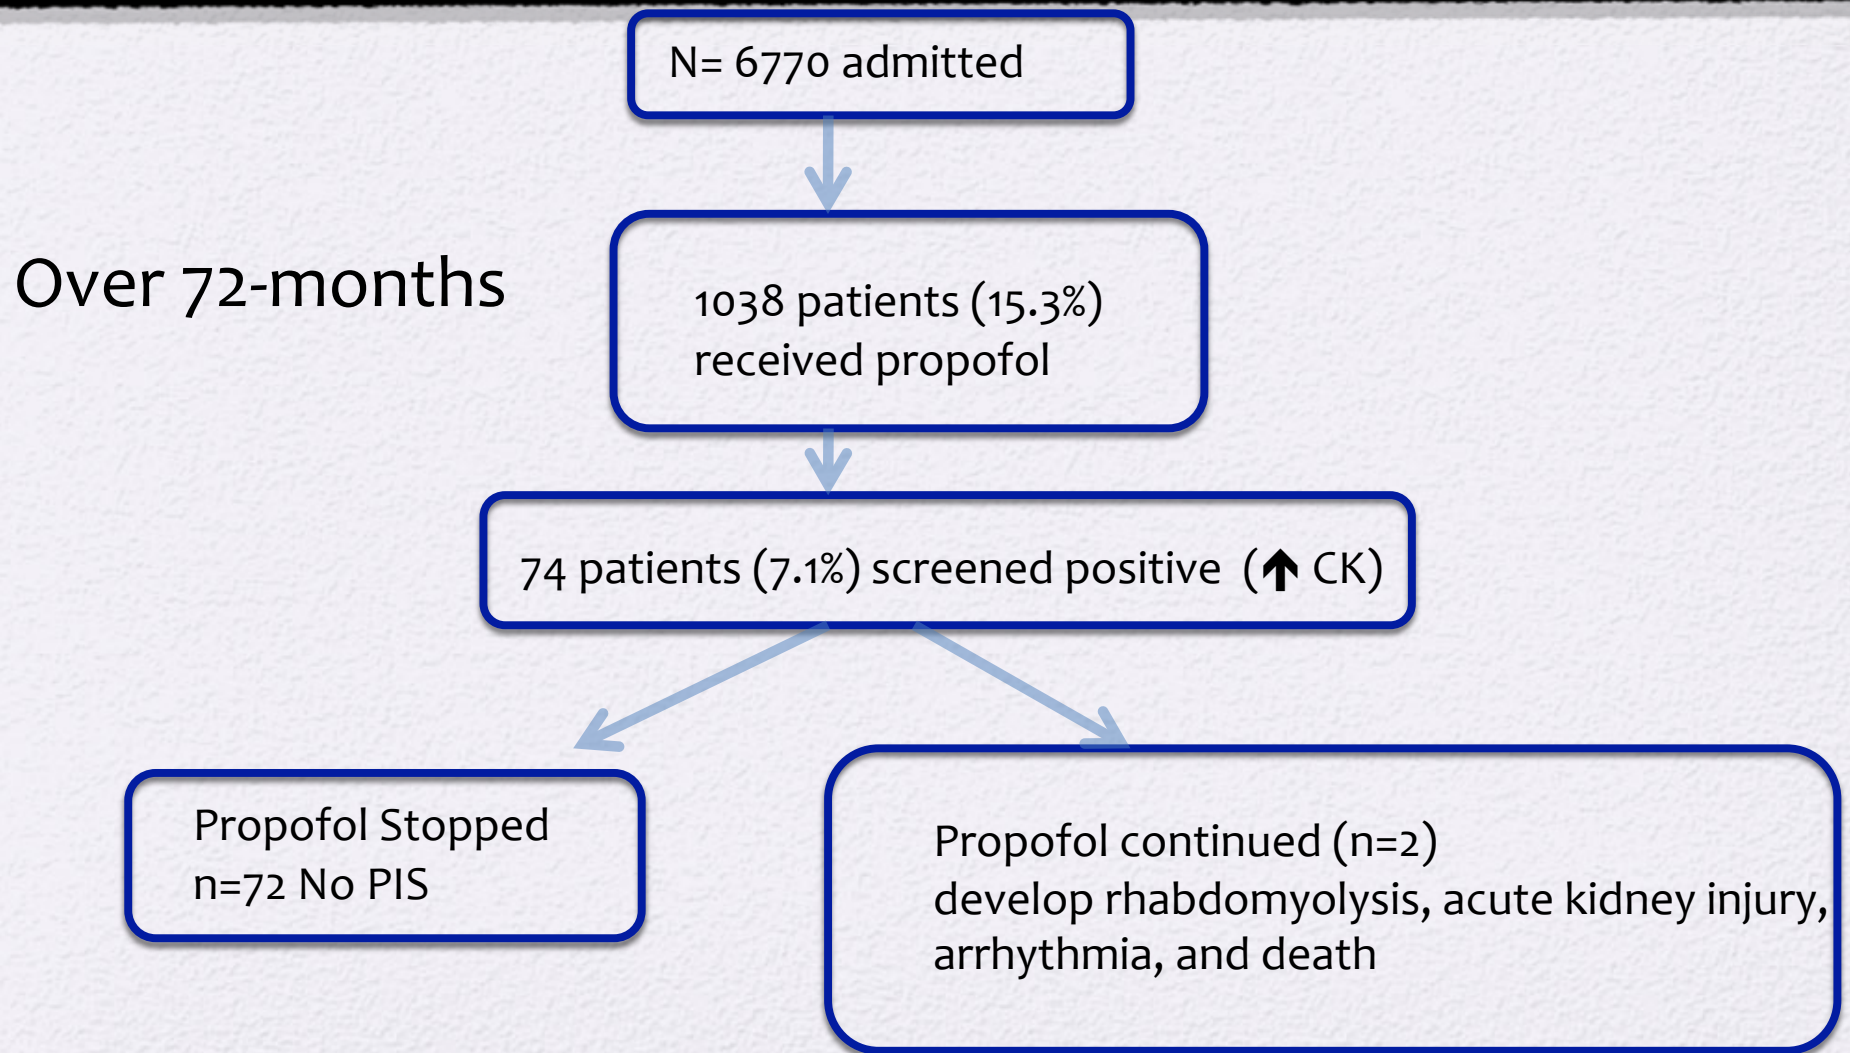 N= 6770 admitted
Over 72-months
1038 patients (15.3%)
received propofol
74 patients (7.1%) screened positive (↑ CK)
Propofol Stopped
n=72 No PIS
Propofol continued (n=2)
develop rhabdomyolysis, acute kidney injury,
arrhythmia, and death